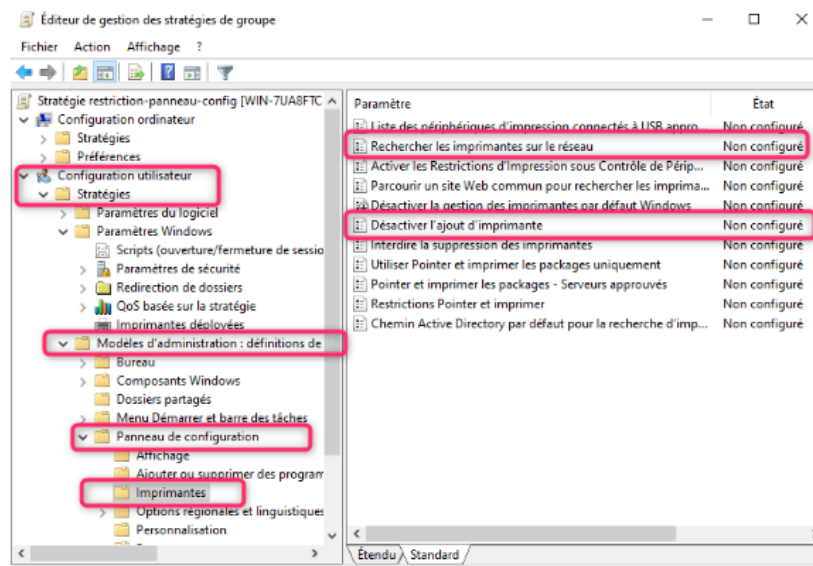 Éditeur de gestion des stratégies de groupe
Fichier Action Affichage ?
Stratégie restriction-panneau-config [WIN-7UA8FTC
Configuration ordinateur
Stratégies
Préférences
Configuration utilisateur
Stratégies
Paramètres du logiciel
Paramètres Windows
Scripts (ouverture/fermeture de sessio
Paramètres de sécurité
Redirection de dossiers
QoS basée sur la stratégie
Imprimantes déployées
Modèles d'administration : définitions de
Bureau
Composants Windows
Dossiers partagés
Menu Démarrer et barre des tâches
Panneau de configuration
Affichage
Ajouter ou supprimer des program
Imprimantes
Options régionales et linguistiques
Personnalisation
Paramètre État
Liste des périphériques d'impression connectés à USB appro... Non configuré
Rechercher les imprimantes sur le réseau Non configuré
Activer les Restrictions d'Impression sous Contrôle de Périp... Non configuré
Parcourir un site Web commun pour rechercher les imprima... Non configuré
Désactiver la gestion des imprimantes par défaut Windows Non configuré
Désactiver l'ajout d'imprimante Non configuré
Interdire la suppression des imprimantes Non configuré
Utiliser Pointer et imprimer les packages uniquement Non configuré
Pointer et imprimer les packages - Serveurs approuvés Non configuré
Restrictions Pointer et imprimer Non configuré
Chemin Active Directory par défaut pour la recherche d'imp... Non configuré
Étendu Standard